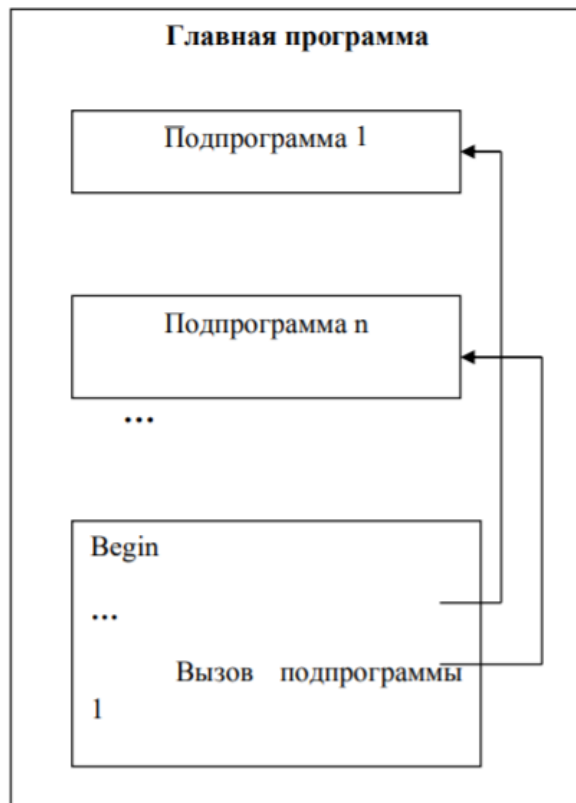 Главная программа
Подпрограмма 1
Подпрограмма n
...
Begin
...
Вызов подпрограммы
1